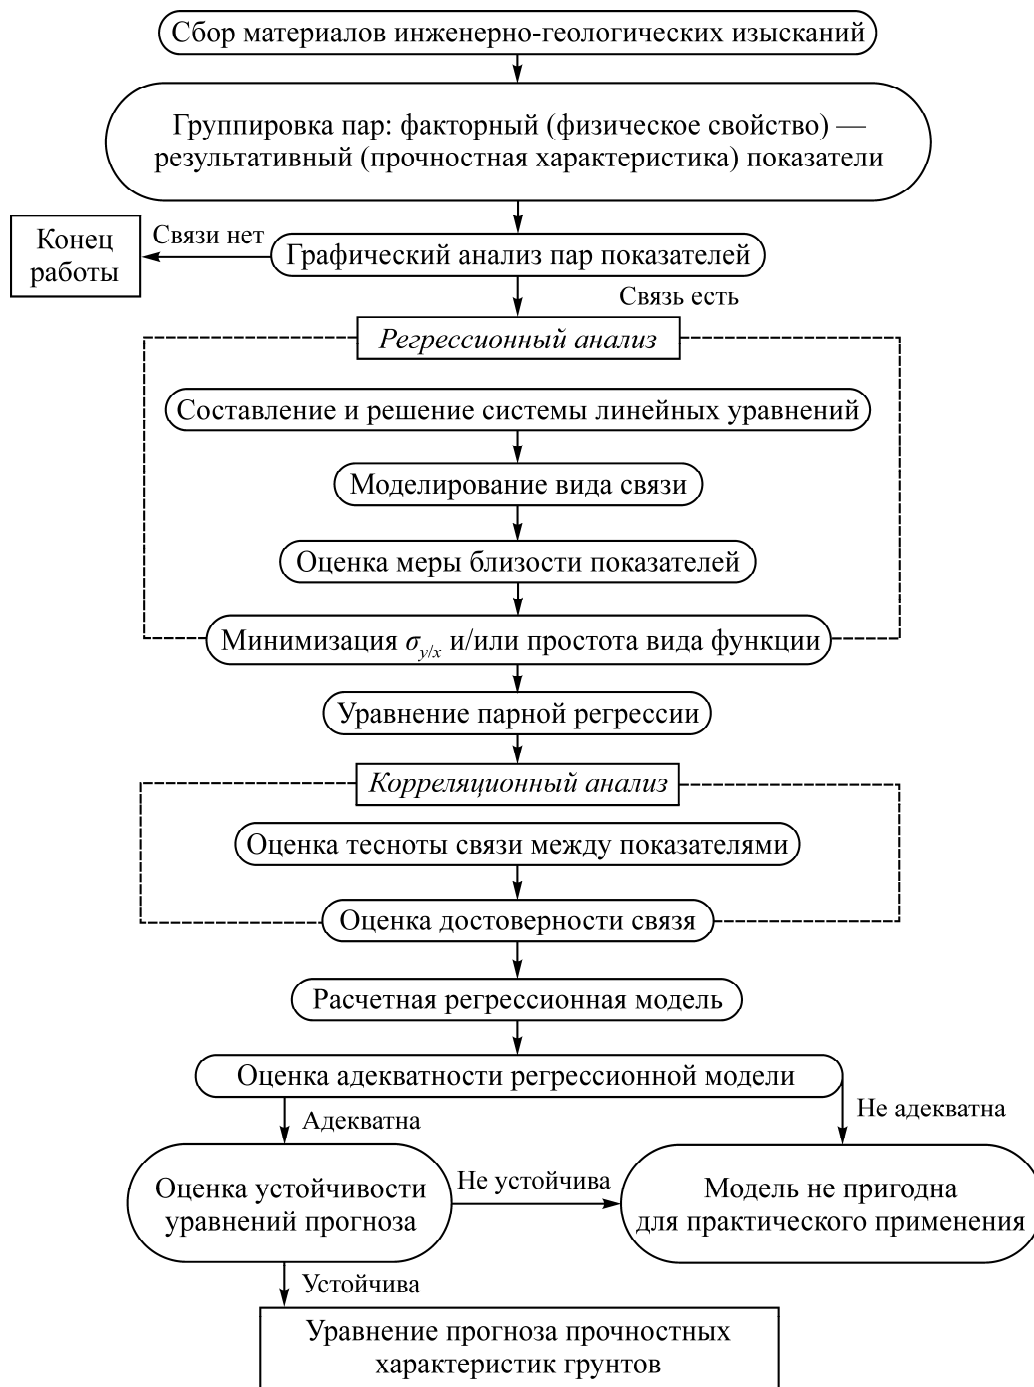 Сбор материалов инженерно-геологических изысканий
Группировка пар: факторный (физическое свойство) —
результативный (прочностная характеристика) показатели
Конец
работы
Связи нет
Графический анализ пар показателей
Связь есть
Регрессионный анализ
Составление и решение системы линейных уравнений
Моделирование вида связи
Оценка меры близости показателей
Минимизация σy/x и/или простота вида функции
Уравнение парной регрессии
Корреляционный анализ
Оценка тесноты связи между показателями
Оценка достоверности связя
Расчетная регрессионная модель
Оценка адекватности регрессионной модели
Адекватна
Не адекватна
Оценка устойчивости
уравнений прогноза
Не устойчива
Модель не пригодна
для практического применения
Устойчива
Уравнение прогноза прочностных
характеристик грунтов